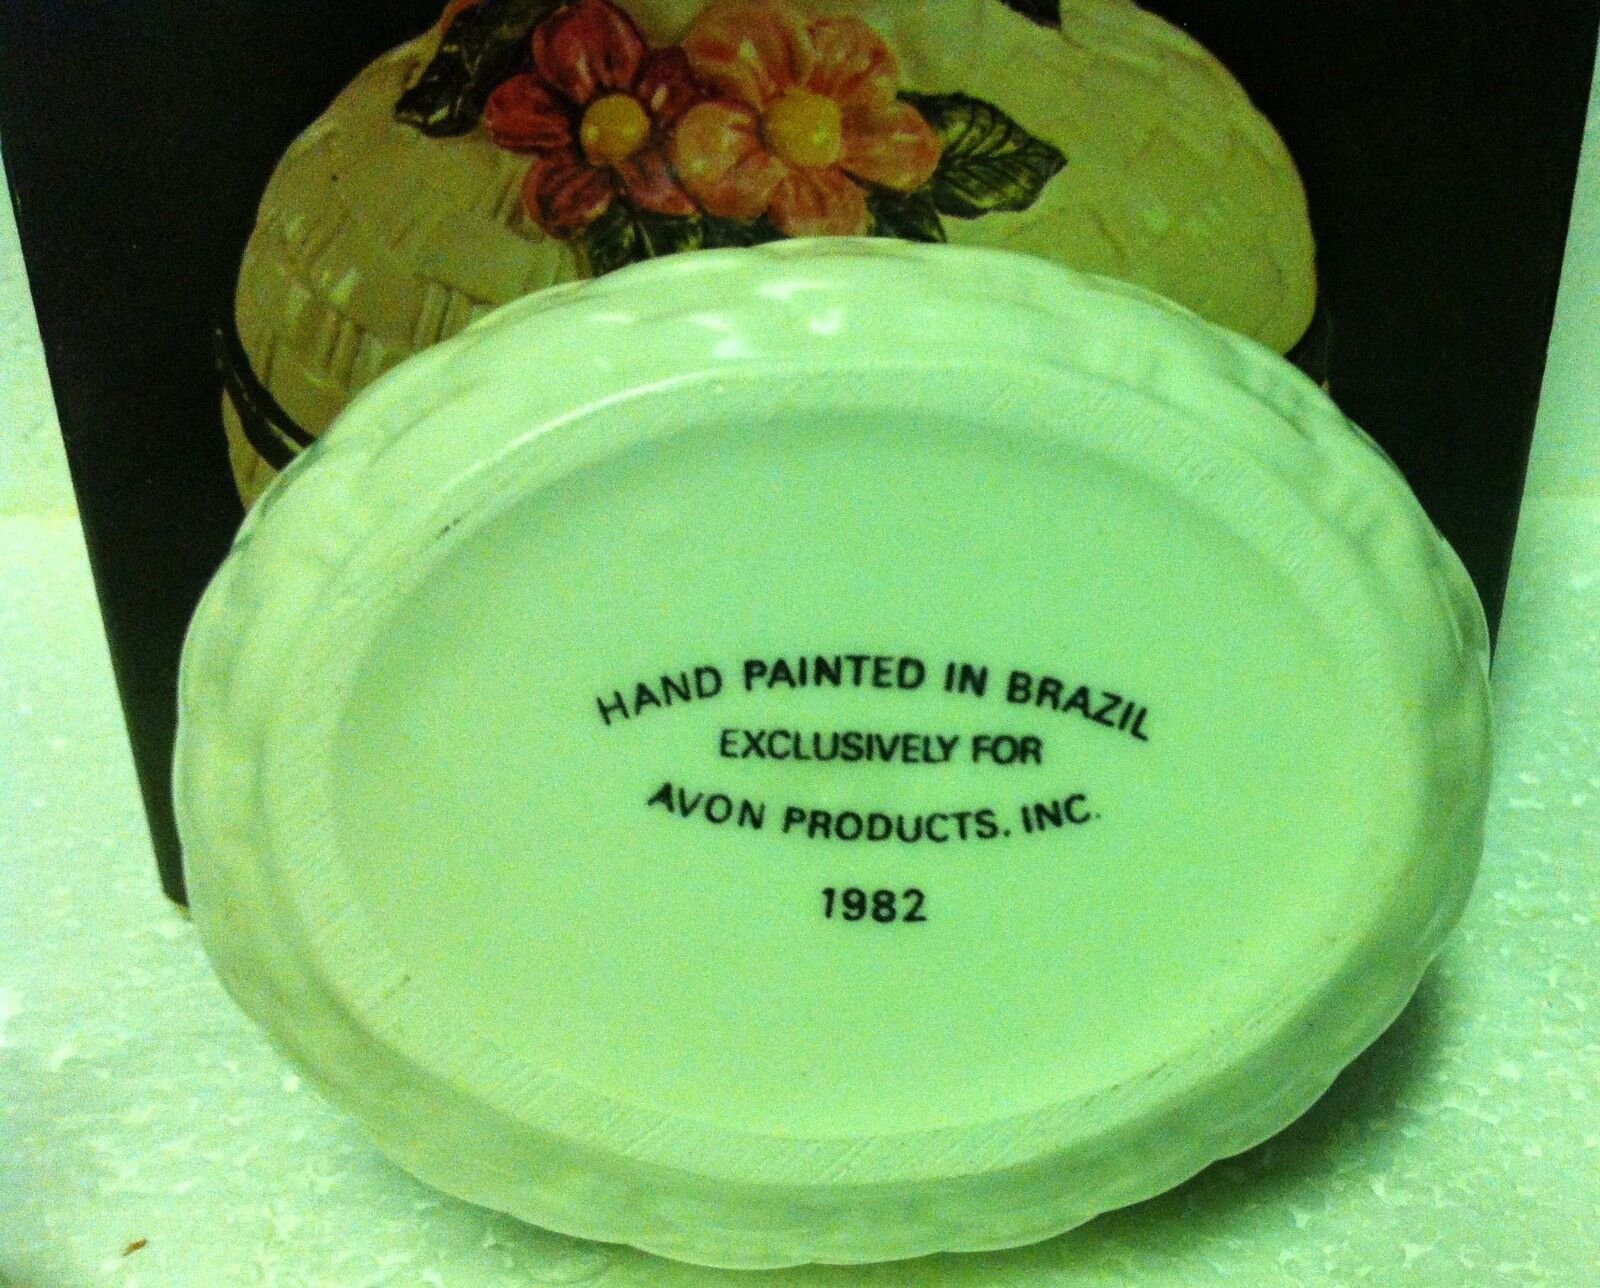 HAND PAINTED IN BRAZIL
EXCLUSIVELY FOR
AVON PRODUCTS. INC.
1982